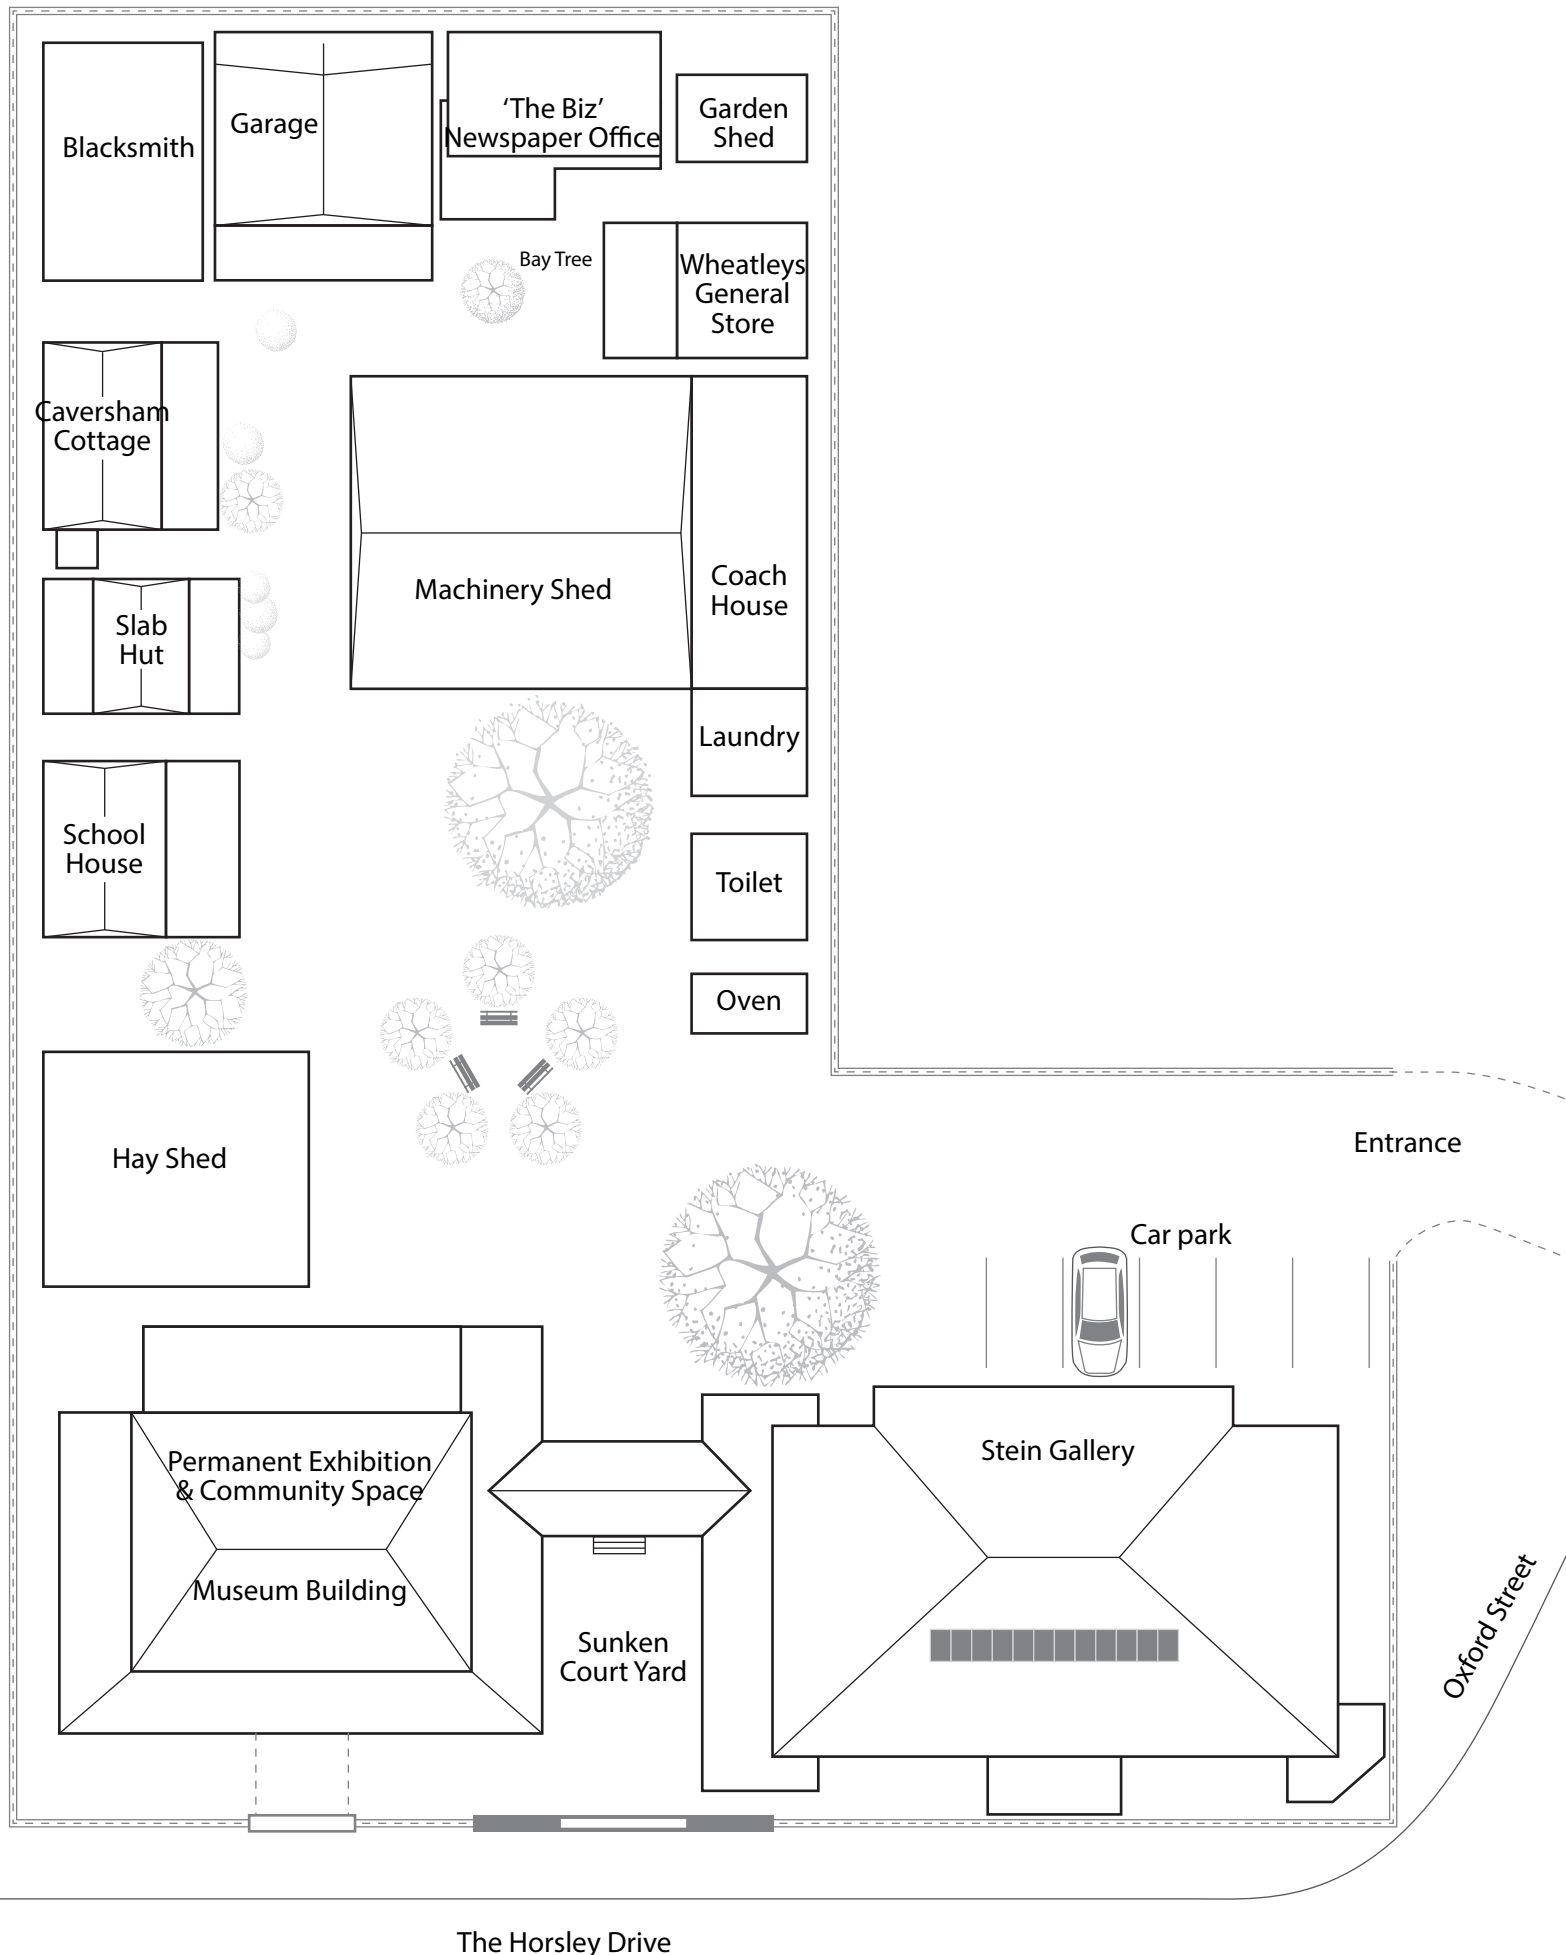 Blacksmith
Garage
‘The Biz’
Newspaper Office
Garden
Shed
Bay Tree
Wheatleys
General
Store
Caversham
Cottage
Machinery Shed
Coach
House
Slab
Hut
Laundry
School
House
Toilet
Oven
Hay Shed
Entrance
Car park
Permanent Exhibition
& Community Space
Museum Building
Stein Gallery
Sunken
Court Yard
Oxford Street
The Horsley Drive